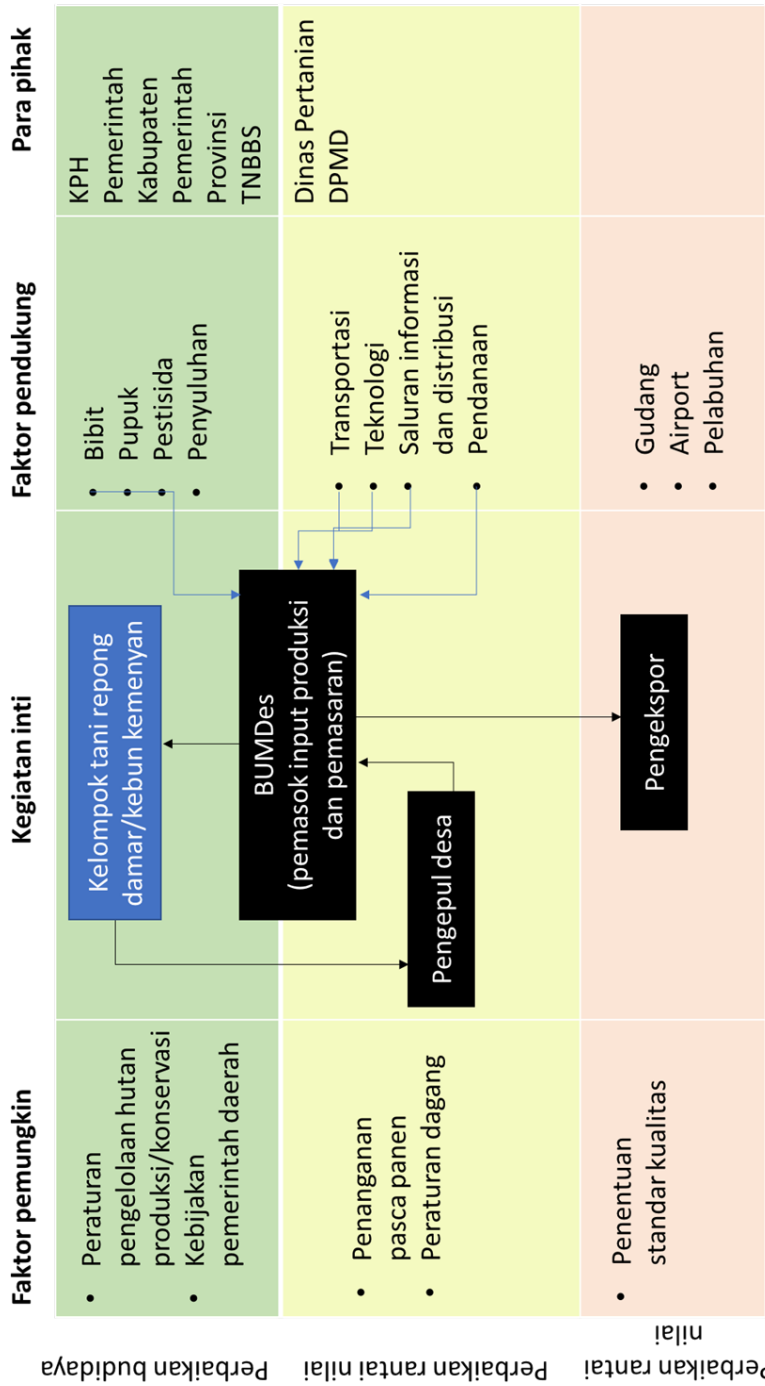 Faktor pemungkin
Kegiatan inti
Faktor pendukung
Para pihak
Perbaikan budidaya
Peraturan
pengelolaan hutan
produksi/konservasi
Kebijakan
pemerintah daerah
Kelompok tani repong
damar/kebun kemenyan
Bibit
Pupuk
Pestisida
Penyuluhan
KPH
Pemerintah
Kabupaten
Pemerintah
Provinsi
TNBBS
Perbaikan rantai nilai
Penanganan
pasca panen
Peraturan dagang
BUMDes
(pemasok input produksi
dan pemasaran)
Pengepul desa
Transportasi
Teknologi
Saluran informasi
dan distribusi
Pendanaan
Dinas Pertanian
DPMD
Perbaikan rantai
nilai
Penentuan
standar kualitas
Pengekspor
Gudang
Airport
Pelabuhan